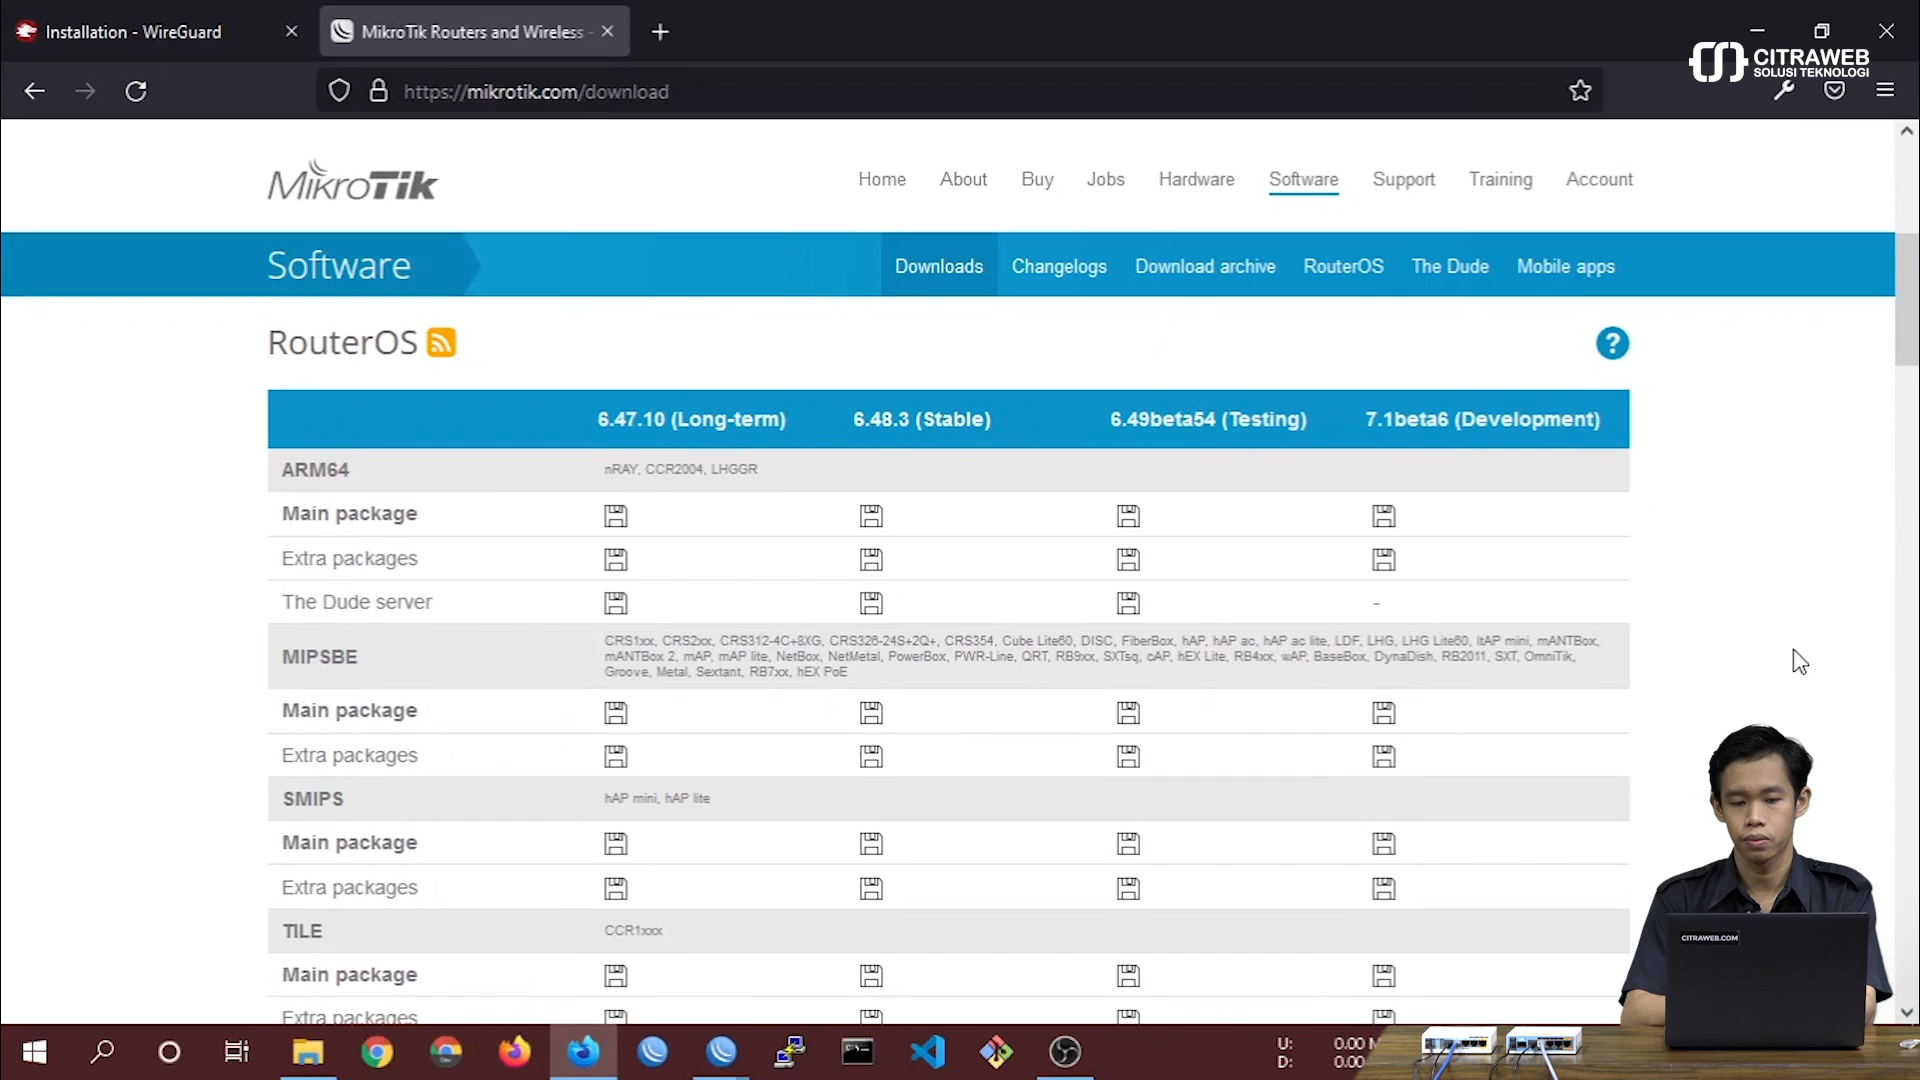 Installation - WireGuard
MikroTik Routers and Wireless -
CITRAWEB
SOLUSI TEKNOLOGI
https://mikrotik.com/download
MikroTik
Home About Buy Jobs Hardware Software Support Training Account
Software
Downloads Changelogs Download archive RouterOS The Dude Mobile apps
RouterOS
?
6.47.10 (Long-term) 6.48.3 (Stable) 6.49beta54 (Testing) 7.1beta6 (Development)
ARM64 nRAY, CCR2004, LHGGR
Main package
Extra packages
The Dude server -
MIPSBE
CRS1xx, CRS2xx, CRS312-4C+8XG, CRS326-24S+2Q+, CRS354, Cube Lite60, DISC, FiberBox, hAP, hAP ac, hAP ac lite, LDF, LHG, LHG Lite60, ltAP mini, mANTBox,
mANTBox 2, mAP, mAP lite, NetBox, NetMetal, PowerBox, PWR-Line, QRT, RB9xx, SXTsq, cAP, hEX Lite, RB4xx, wAP, BaseBox, DynaDish, RB2011, SXT, OmniTik,
Groove, Metal, Sextant, RB7xx, hEX PoE
Main package
Extra packages
SMIPS hAP mini, hAP lite
Main package
Extra packages
TILE CCR1xxx
Main package
Extra packages
CITRAWEB.COM
U: 0.00
D: 0.00